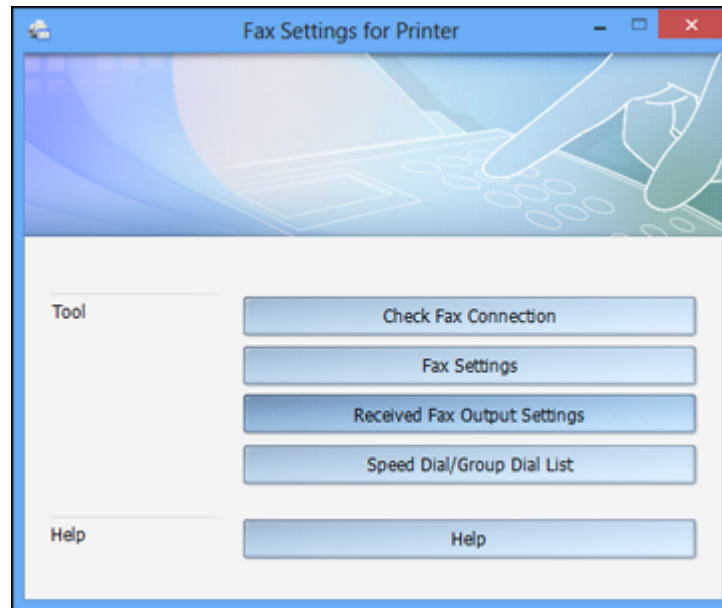 Fax Settings for Printer
Tool
Check Fax Connection
Fax Settings
Received Fax Output Settings
Speed Dial/Group Dial List
Help
Help